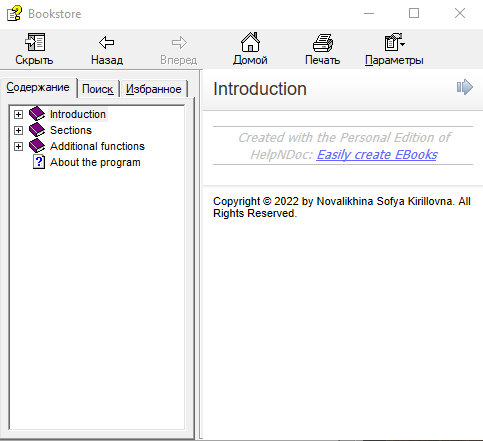 Bookstore
Скрыть Назад Вперед Домой Печать Параметры
Содержание Поиск Избранное
Introduction
Sections
Additional functions
About the program
Introduction
Created with the Personal Edition of
HelpNDoc: Easily create EBooks
Copyright © 2022 by Novalikhina Sofya Kirillovna. All
Rights Reserved.